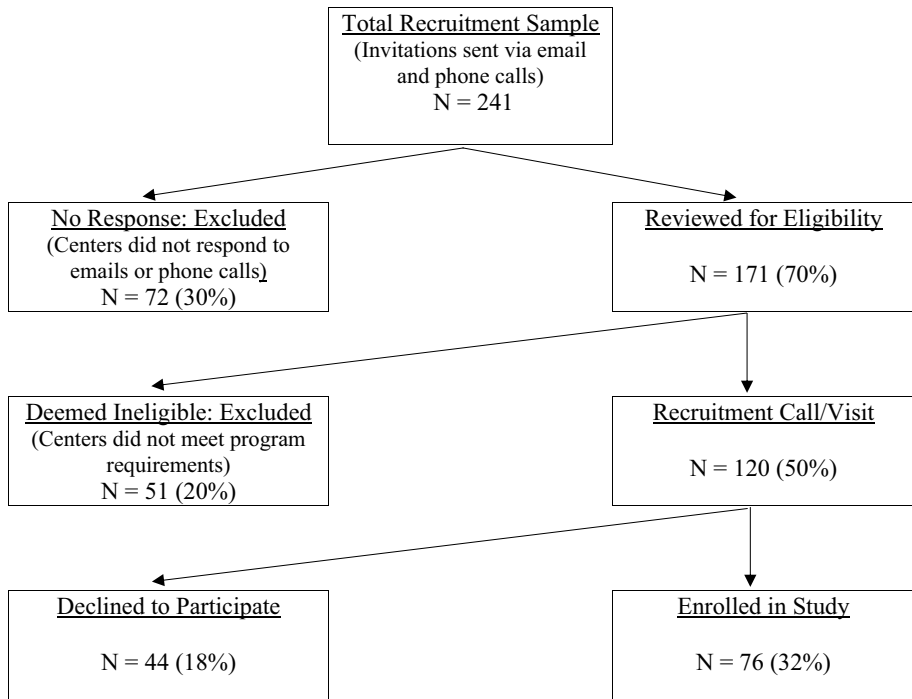 Total Recruitment Sample
(Invitations sent via email
and phone calls)
N = 241
No Response: Excluded
(Centers did not respond to
emails or phone calls)
N = 72 (30%)
Reviewed for Eligibility
N = 171 (70%)
Deemed Ineligible: Excluded
(Centers did not meet program
requirements)
N = 51 (20%)
Recruitment Call/Visit
N = 120 (50%)
Declined to Participate
N = 44 (18%)
Enrolled in Study
N = 76 (32%)